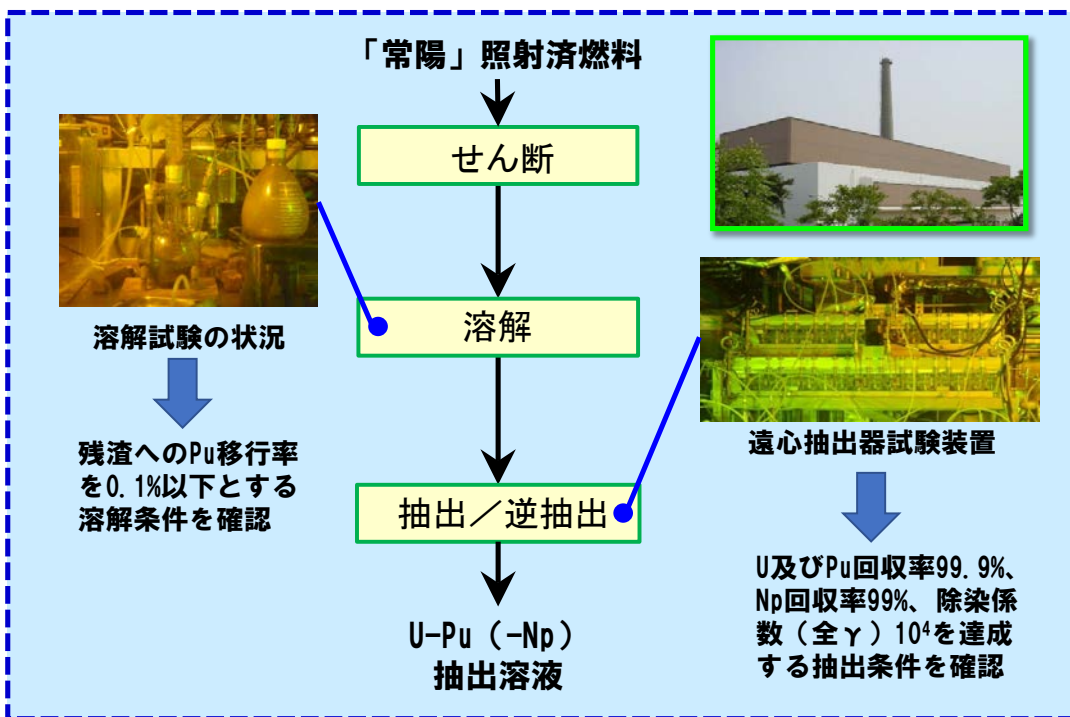 「常陽」照射済燃料
せん断
溶解
溶解試験の状況
残渣へのPu移行率
を0.1%以下とする
溶解条件を確認
抽出／逆抽出
遠心抽出器試験装置
U及びPu回収率99.9%、
Np回収率99%、除染係
数（全γ）10⁴を達成
する抽出条件を確認
U-Pu（-Np）
抽出溶液